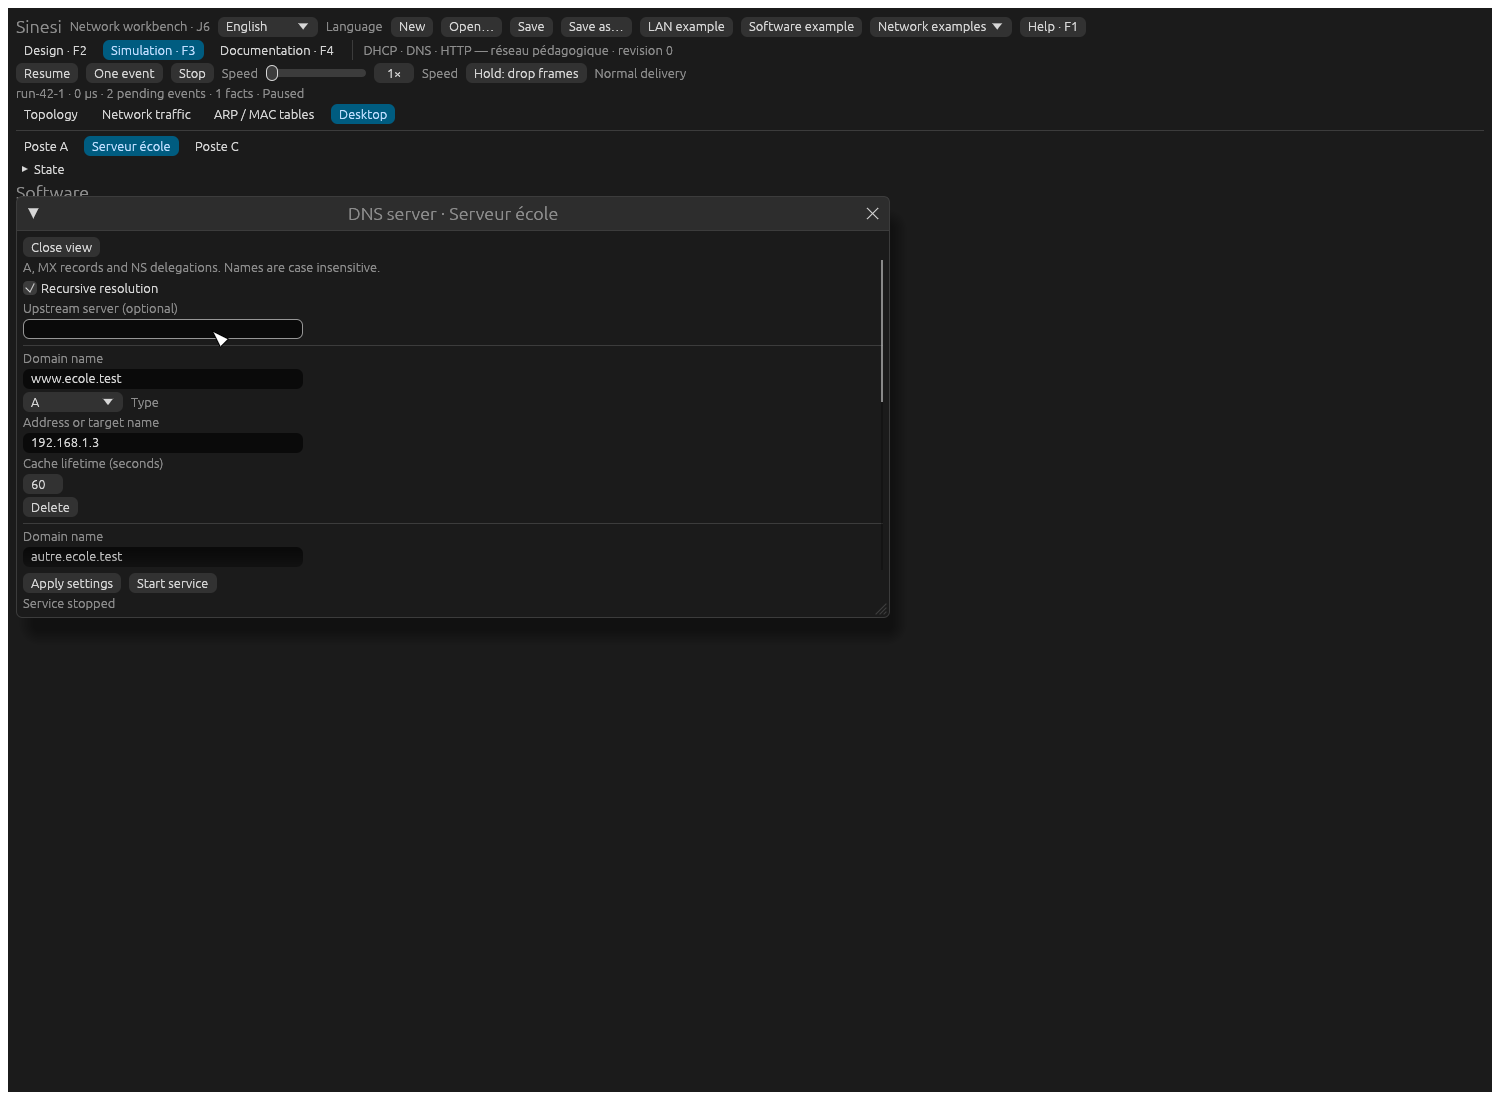 Sinesi Network workbench · J6 English Language New Open… Save Save as… LAN example Software example Network examples Help · F1
Design · F2 Simulation · F3 Documentation · F4 DHCP · DNS · HTTP — réseau pédagogique · revision 0
Resume One event Stop Speed 1× Speed Hold: drop frames Normal delivery
run-42-1 · 0 µs · 2 pending events · 1 facts · Paused
Topology Network traffic ARP / MAC tables Desktop
Poste A Serveur école Poste C
State
Software
DNS server · Serveur école
Close view
A, MX records and NS delegations. Names are case insensitive.
Recursive resolution
Upstream server (optional)
Domain name
www.ecole.test
A Type
Address or target name
192.168.1.3
Cache lifetime (seconds)
60
Delete
Domain name
autre.ecole.test
Apply settings Start service
Service stopped